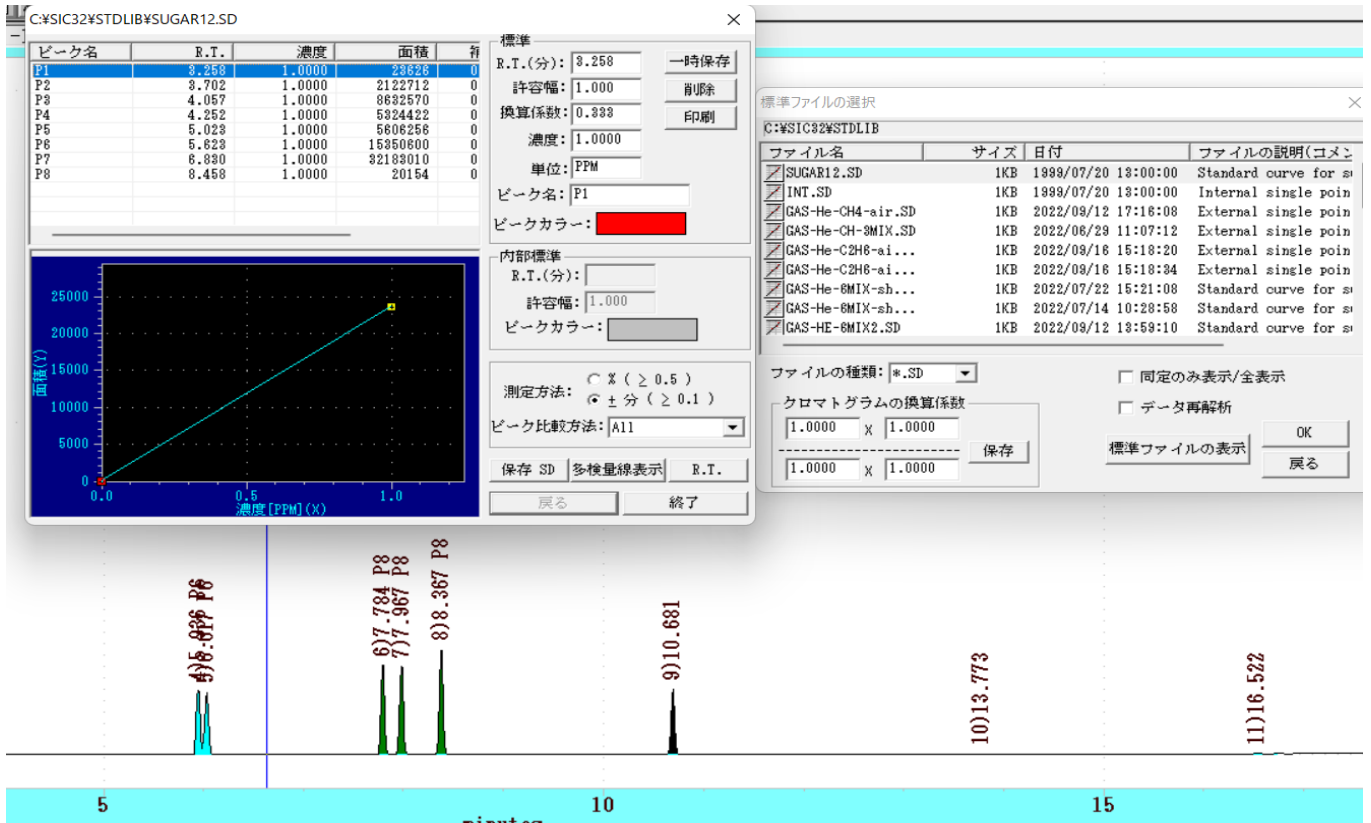 C:¥SIC32¥STDLIB¥SUGAR12.SD
ピーク名 R.T. 濃度 面積
P1 3.258 1.0000 23626 0
P2 3.702 1.0000 2122712 0
P3 4.057 1.0000 8632570 0
P4 4.252 1.0000 5324422 0
P5 5.023 1.0000 5606256 0
P6 5.623 1.0000 15350600 0
P7 6.830 1.0000 32183010 0
P8 8.458 1.0000 20154 0
標準
R.T.(分): 3.258 一時保存
許容幅: 1.000 削除
換算係数: 0.333 印刷
濃度: 1.0000
単位: PPM
ピーク名: P1
ピークカラー:
内部標準
R.T.(分):
許容幅: 1.000
ピークカラー:
測定方法: % ( ≥ 0.5 )
± 分 ( ≥ 0.1 )
ピーク比較方法: All
保存 SD 多検量線表示 R.T.
戻る 終了
面積(Y)
25000
20000
15000
10000
5000
0
0.0 0.5 1.0
濃度[PPM](X)
標準ファイルの選択
C:¥SIC32¥STDLIB
ファイル名 サイズ 日付 ファイルの説明(コメン
SUGAR12.SD 1KB 1999/07/20 13:00:00 Standard curve for su
INT.SD 1KB 1999/07/20 13:00:00 Internal single poin
GAS-He-CH4-air.SD 1KB 2022/09/12 17:16:08 External single poin
GAS-He-CH-3MIX.SD 1KB 2022/06/29 11:07:12 External single poin
GAS-He-C2H6-ai... 1KB 2022/09/16 15:18:20 External single poin
GAS-He-C2H6-ai... 1KB 2022/09/16 15:18:34 External single poin
GAS-He-6MIX-sh... 1KB 2022/07/22 15:21:08 Standard curve for su
GAS-He-6MIX-sh... 1KB 2022/07/14 10:28:58 Standard curve for su
GAS-HE-6MIX2.SD 1KB 2022/09/12 13:59:10 Standard curve for su
ファイルの種類: *.SD
同定のみ表示/全表示
データ再解析
クロマトグラムの換算係数
1.0000 X 1.0000
1.0000 X 1.0000
保存
標準ファイルの表示
OK
戻る
4)5.936 P6
5)6.017 P6
6)7.784 P8
7)7.967 P8
8)8.367 P8
9)10.681
10)13.773
11)16.522
5 10 15
minutes